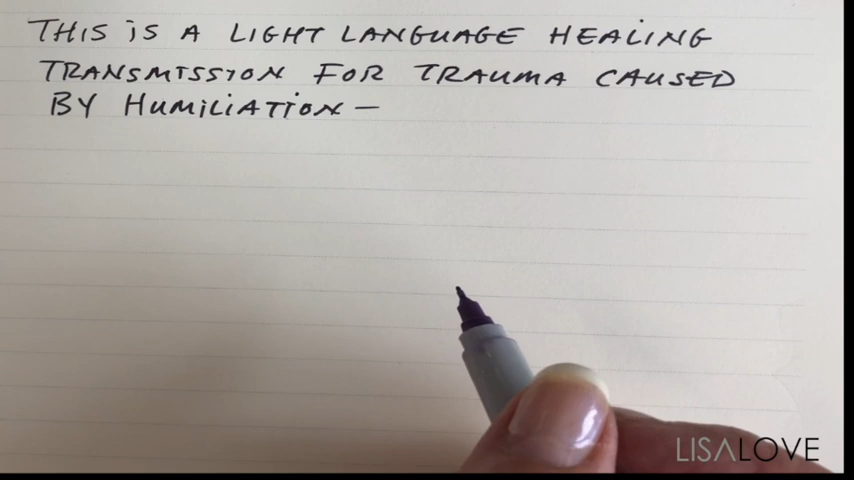 THIS IS A LIGHT LANGUAGE HEALING
TRANSMISSION FOR TRAUMA CAUSED
BY HUMILIATION —
LISALOVE